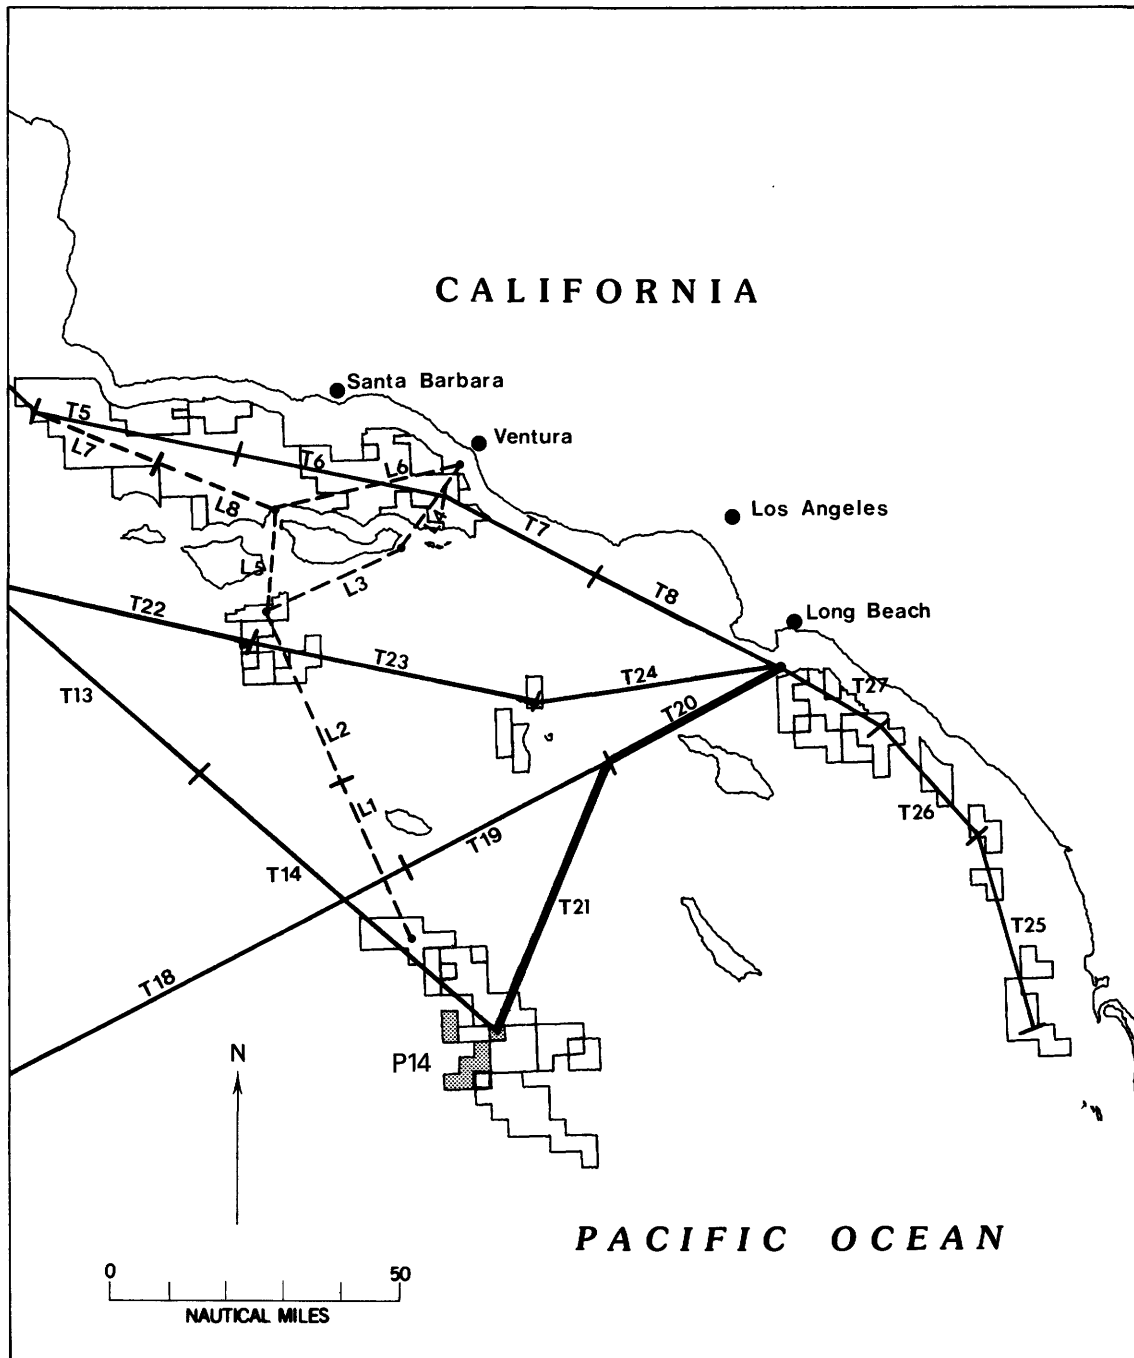 CALIFORNIA
Santa Barbara
T5
Ventura
L7
T6
L6
L8
L4
Los Angeles
T7
L5
L3
T8
T22
Long Beach
T23
T24
T27
T13
T20
L2
L1
T26
T19
T14
T21
T25
T18
N
P14
PACIFIC OCEAN
0 50
NAUTICAL MILES